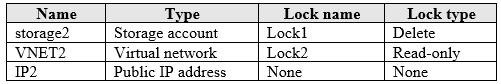 Name Type Lock name Lock type
storage2 Storage account Lock1 Delete
VNET2 Virtual network Lock2 Read-only
IP2 Public IP address None None